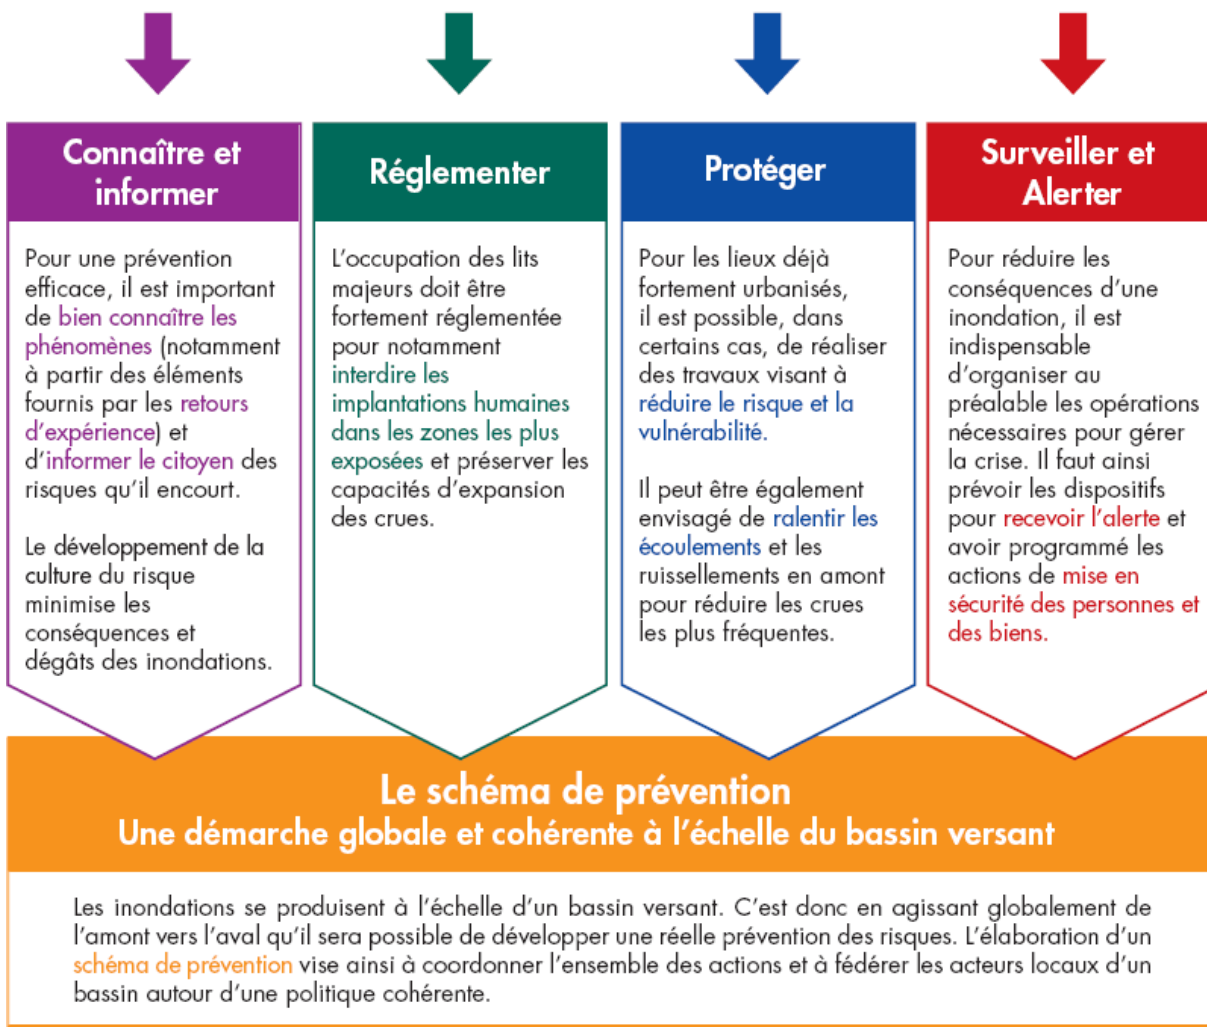 Connaître et
informer
Pour une prévention
efficace, il est important
de bien connaître les
phénomènes (notamment
à partir des éléments
fournis par les retours
d'expérience) et
d'informer le citoyen des
risques qu'il encourt.
Le développement de la
culture du risque
minimise les
conséquences et
dégâts des inondations.
Réglementer
L'occupation des lits
majeurs doit être
fortement réglementée
pour notamment
interdire les
implantations humaines
dans les zones les plus
exposées et préserver les
capacités d'expansion
des crues.
Protéger
Pour les lieux déjà
fortement urbanisés,
il est possible, dans
certains cas, de réaliser
des travaux visant à
réduire le risque et la
vulnérabilité.
Il peut être également
envisagé de ralentir les
écoulements et les
ruissellements en amont
pour réduire les crues
les plus fréquentes.
Surveiller et
Alerter
Pour réduire les
conséquences d'une
inondation, il est
indispensable
d'organiser au
préalable les opérations
nécessaires pour gérer
la crise. Il faut ainsi
prévoir les dispositifs
pour recevoir l'alerte et
avoir programmé les
actions de mise en
sécurité des personnes et
des biens.
Le schéma de prévention
Une démarche globale et cohérente à l'échelle du bassin versant
Les inondations se produisent à l'échelle d'un bassin versant. C'est donc en agissant globalement de
l'amont vers l'aval qu'il sera possible de développer une réelle prévention des risques. L'élaboration d'un
schéma de prévention vise ainsi à coordonner l'ensemble des actions et à fédérer les acteurs locaux d'un
bassin autour d'une politique cohérente.